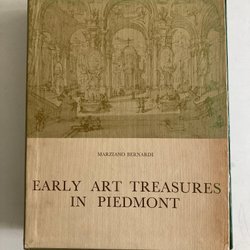 MARZIANO BERNARDI
EARLY ART TREASURES
IN PIEDMONT